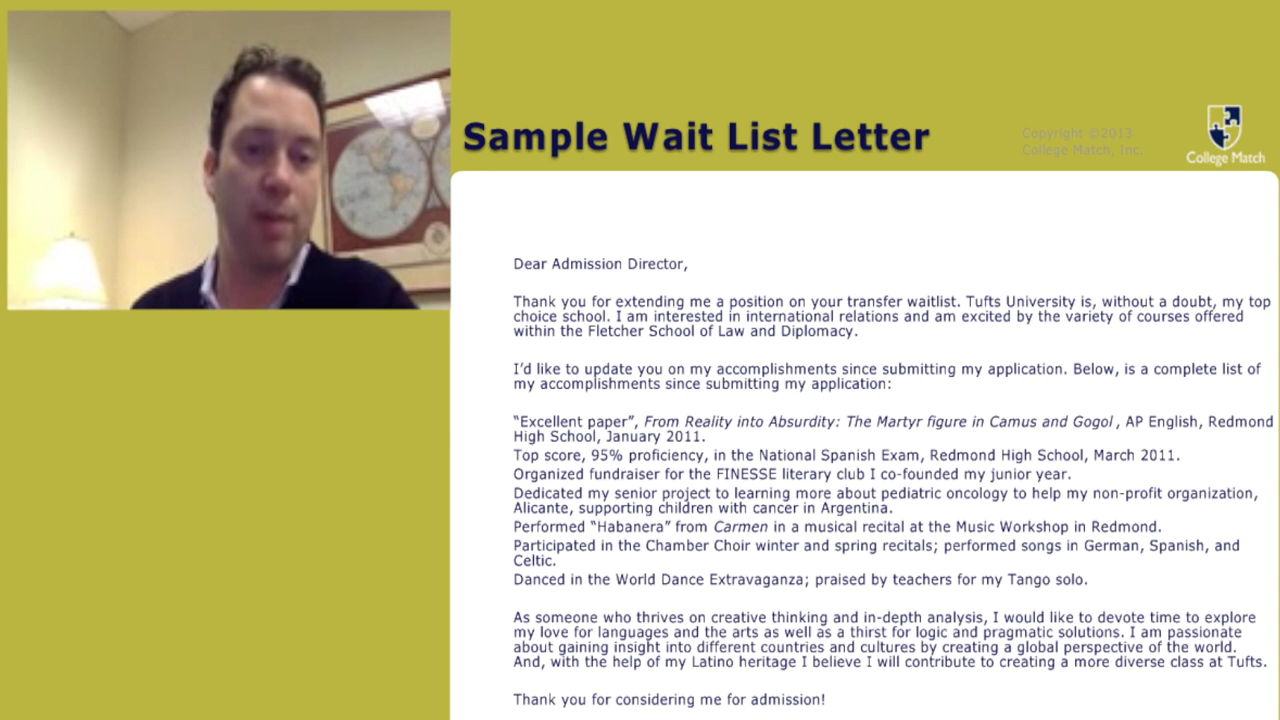 Sample Wait List Letter
Copyright ©2013
College Match, Inc.
College Match
Dear Admission Director,
Thank you for extending me a position on your transfer waitlist. Tufts University is, without a doubt, my top
choice school. I am interested in international relations and am excited by the variety of courses offered
within the Fletcher School of Law and Diplomacy.
I’d like to update you on my accomplishments since submitting my application. Below, is a complete list of
my accomplishments since submitting my application:
“Excellent paper”, From Reality into Absurdity: The Martyr figure in Camus and Gogol, AP English, Redmond
High School, January 2011.
Top score, 95% proficiency, in the National Spanish Exam, Redmond High School, March 2011.
Organized fundraiser for the FINESSE literary club I co-founded my junior year.
Dedicated my senior project to learning more about pediatric oncology to help my non-profit organization,
Alicante, supporting children with cancer in Argentina.
Performed “Habanera” from Carmen in a musical recital at the Music Workshop in Redmond.
Participated in the Chamber Choir winter and spring recitals; performed songs in German, Spanish, and
Celtic.
Danced in the World Dance Extravaganza; praised by teachers for my Tango solo.
As someone who thrives on creative thinking and in-depth analysis, I would like to devote time to explore
my love for languages and the arts as well as a thirst for logic and pragmatic solutions. I am passionate
about gaining insight into different countries and cultures by creating a global perspective of the world.
And, with the help of my Latino heritage I believe I will contribute to creating a more diverse class at Tufts.
Thank you for considering me for admission!